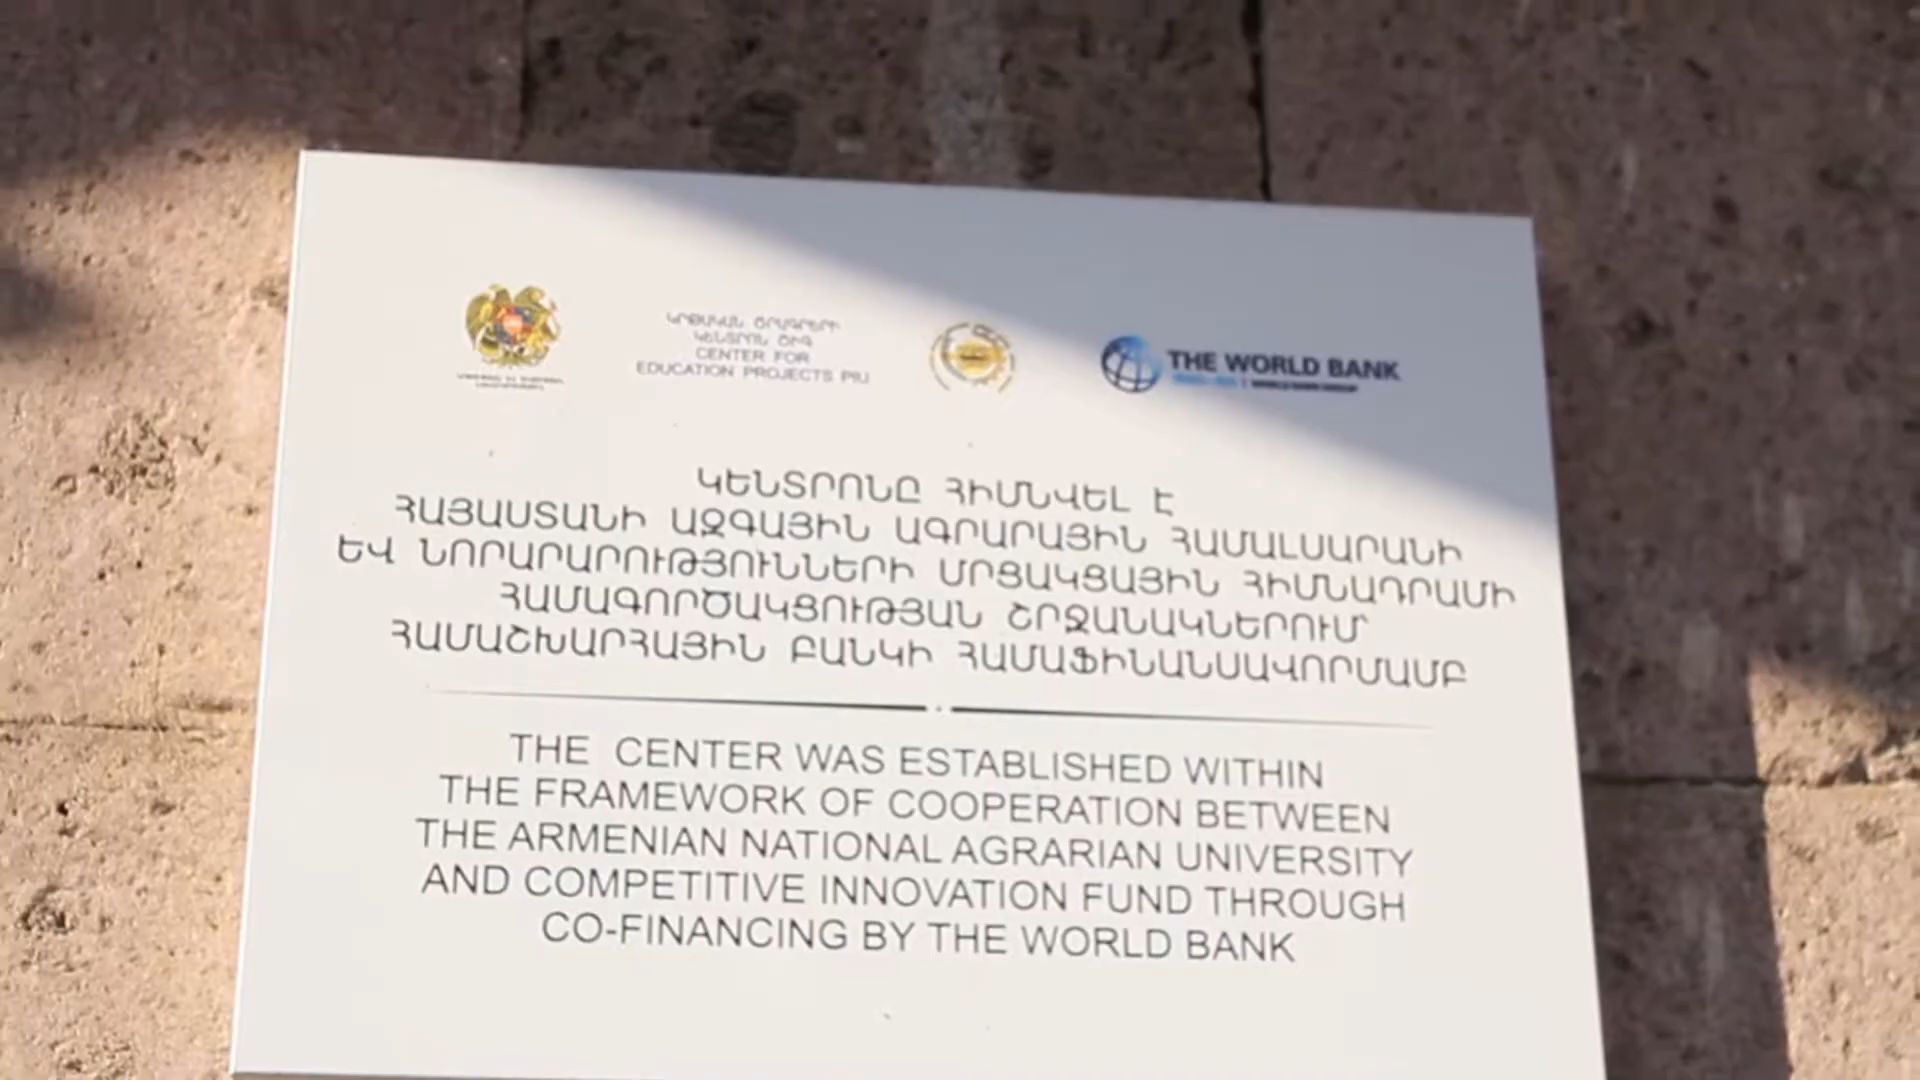 ԿՐԹԱԿԱՆ ԾՐԱԳՐԵՐԻ
ԿԵՆՏՐՈՆ ԾԻԳ
CENTER FOR
EDUCATION PROJECTS PIU
THE WORLD BANK
ԿԵՆՏՐՈՆԸ ՀԻՄՆՎԵԼ Է
ՀԱՅԱՍՏԱՆԻ ԱԶԳԱՅԻՆ ԱԳՐԱՐԱՅԻՆ ՀԱՄԱԼՍԱՐԱՆԻ
ԵՎ ՆՈՐԱՐԱՐՈՒԹՅՈՒՆՆԵՐԻ ՄՐՑԱԿՑԱՅԻՆ ՀԻՄՆԱԴՐԱՄԻ
ՀԱՄԱԳՈՐԾԱԿՑՈՒԹՅԱՆ ՇՐՋԱՆԱԿՆԵՐՈՒՄ
ՀԱՄԱՇԽԱՐՀԱՅԻՆ ԲԱՆԿԻ ՀԱՄԱՖԻՆԱՆՍԱՎՈՐՄԱՄԲ
THE CENTER WAS ESTABLISHED WITHIN
THE FRAMEWORK OF COOPERATION BETWEEN
THE ARMENIAN NATIONAL AGRARIAN UNIVERSITY
AND COMPETITIVE INNOVATION FUND THROUGH
CO-FINANCING BY THE WORLD BANK